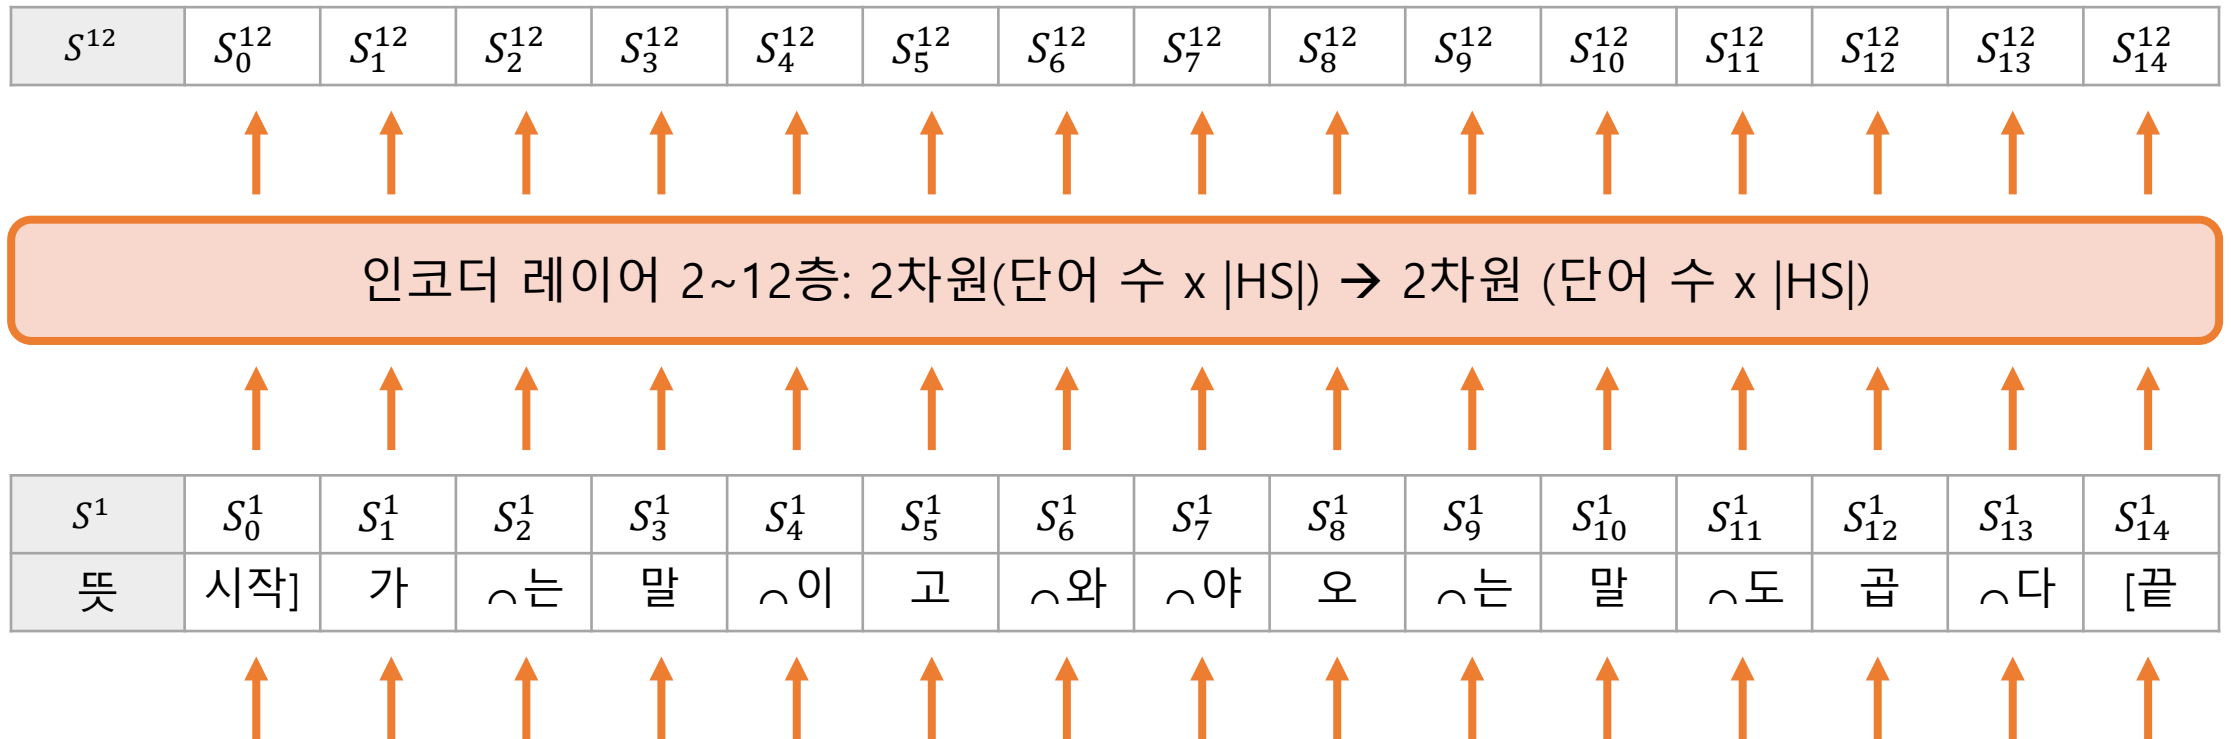 S¹² S₀¹² S₁¹² S₂¹² S₃¹² S₄¹² S₅¹² S₆¹² S₇¹² S₈¹² S₉¹² S₁₀¹² S₁₁¹² S₁₂¹² S₁₃¹² S₁₄¹²
인코더 레이어 2~12층: 2차원(단어 수 x |HS|) → 2차원 (단어 수 x |HS|)
S¹ S₀¹ S₁¹ S₂¹ S₃¹ S₄¹ S₅¹ S₆¹ S₇¹ S₈¹ S₉¹ S₁₀¹ S₁₁¹ S₁₂¹ S₁₃¹ S₁₄¹
뜻 시작] 가 ⌒는 말 ⌒이 고 ⌒와 ⌒야 오 ⌒는 말 ⌒도 곱 ⌒다 [끝